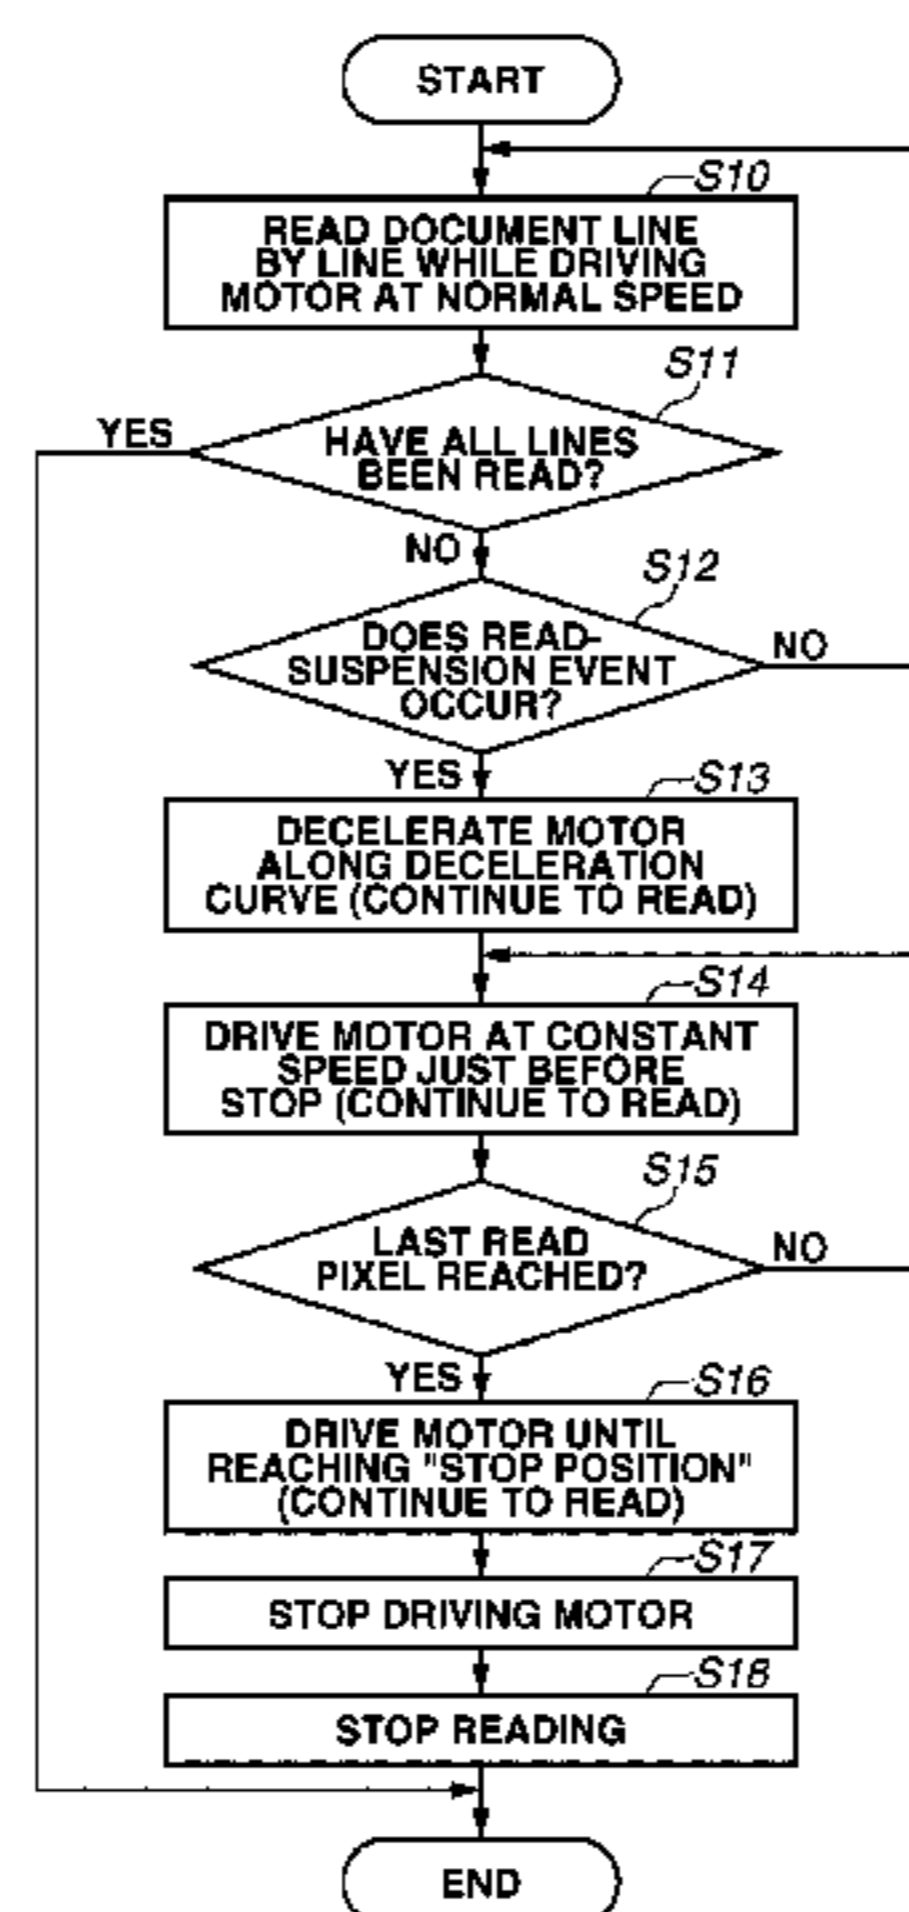 START
S10
READ DOCUMENT LINE
BY LINE WHILE DRIVING
MOTOR AT NORMAL SPEED
S11
YES
HAVE ALL LINES
BEEN READ?
NO
S12
DOES READ-
SUSPENSION EVENT
OCCUR?
NO
YES
S13
DECELERATE MOTOR
ALONG DECELERATION
CURVE (CONTINUE TO READ)
S14
DRIVE MOTOR AT CONSTANT
SPEED JUST BEFORE
STOP (CONTINUE TO READ)
S15
LAST READ
PIXEL REACHED?
NO
YES
S16
DRIVE MOTOR UNTIL
REACHING "STOP POSITION"
(CONTINUE TO READ)
S17
STOP DRIVING MOTOR
S18
STOP READING
END